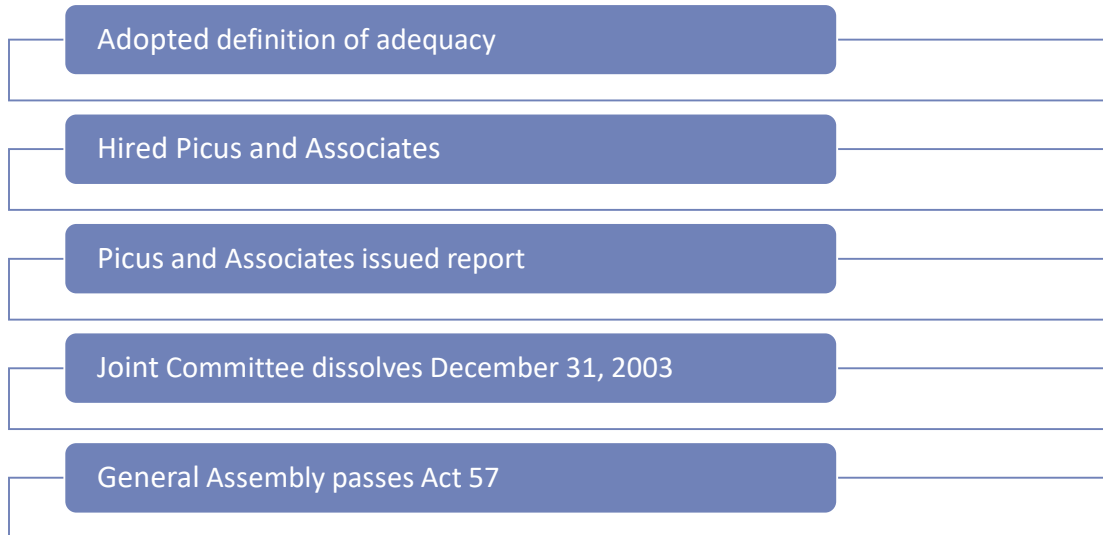 Adopted definition of adequacy
Hired Picus and Associates
Picus and Associates issued report
Joint Committee dissolves December 31, 2003
General Assembly passes Act 57